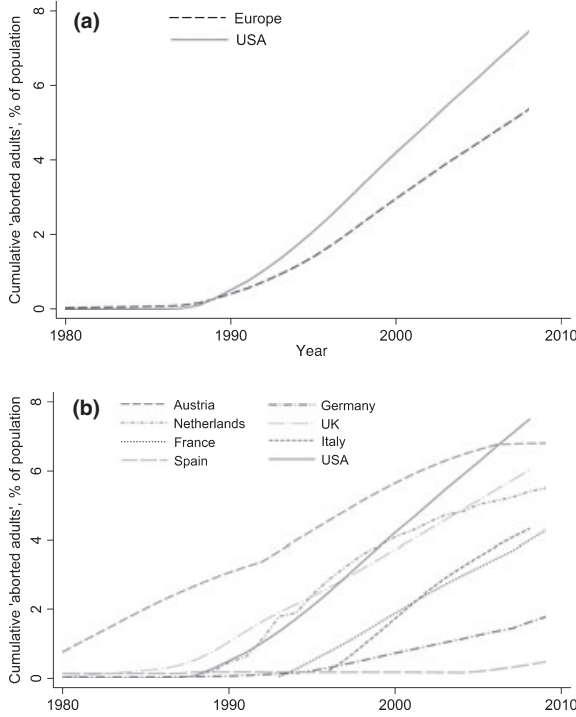 (a)
Europe
USA
Cumulative 'aborted adults', % of population
8
6
4
2
0
1980 1990 2000 2010
Year
(b)
Austria Germany
Netherlands UK
France Italy
Spain USA
Cumulative 'aborted adults', % of population
8
6
4
2
0
1980 1990 2000 2010